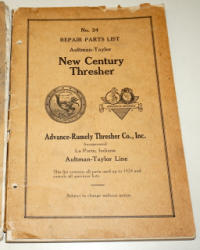 No. 24
REPAIR PARTS LIST
Aultman-Taylor
New Century
Thresher
Advance-Rumely Thresher Co., Inc.
Incorporated
La Porte, Indiana
Aultman-Taylor Line
This list contains all parts used up to 1924 and
cancels all previous lists
Subject to change without notice